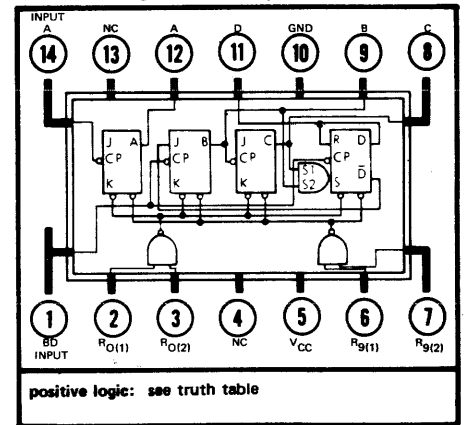 INPUT
A NC A D GND B C
14 13 12 11 10 9 8
J A J B J C R D
CP CP CP S1 CP
K K K S2 S D̅
1 2 3 4 5 6 7
BD INPUT R0(1) R0(2) NC VCC R9(1) R9(2)
positive logic: see truth table